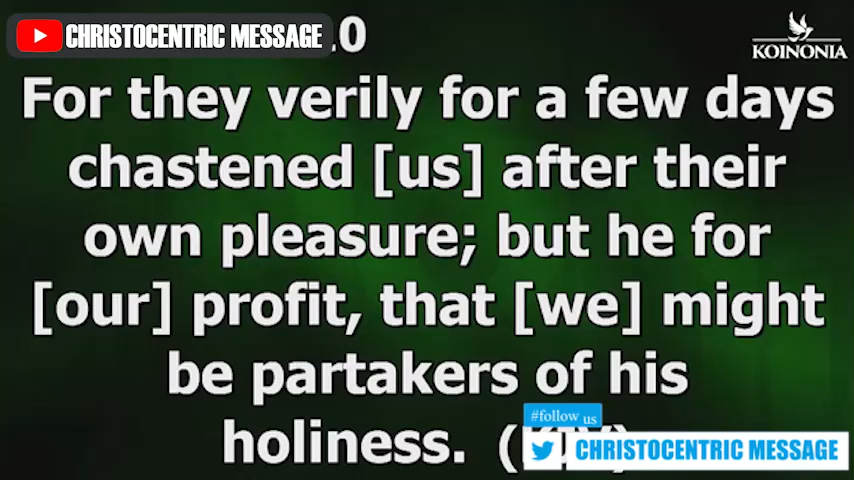 CHRISTOCENTRIC MESSAGE
:10
KOINONIA
For they verily for a few days
chastened [us] after their
own pleasure; but he for
[our] profit, that [we] might
be partakers of his
holiness. (
#follow us
CHRISTOCENTRIC MESSAGE